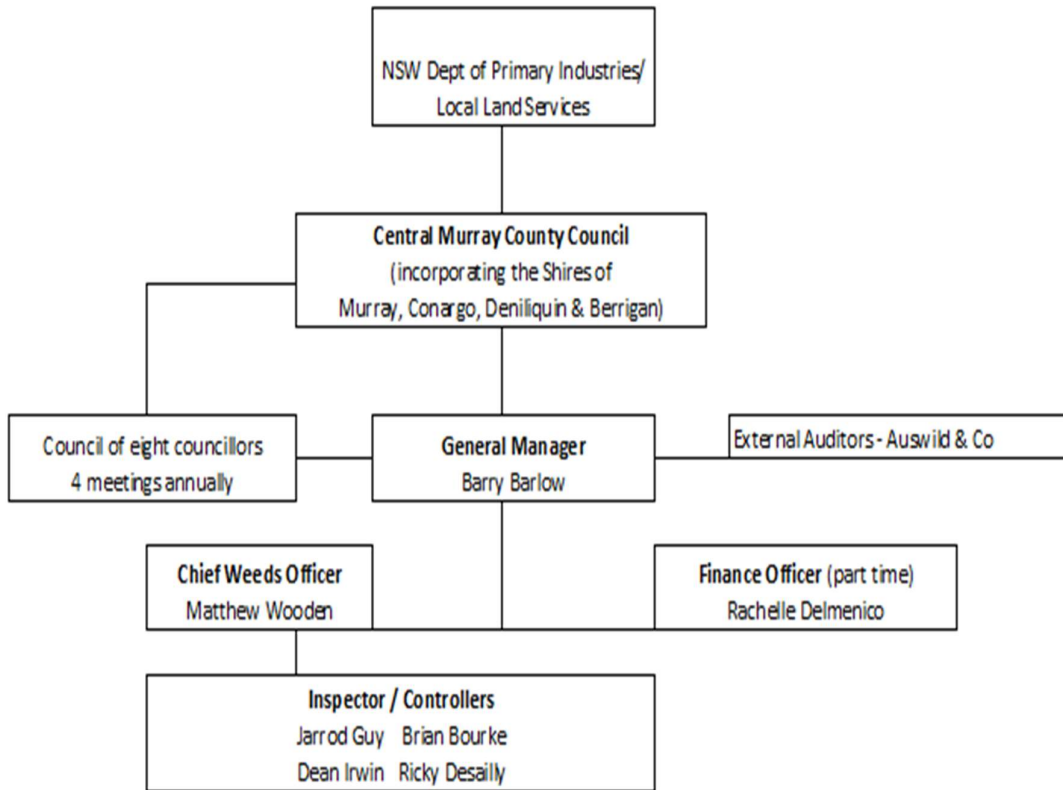 NSW Dept of Primary Industries/
Local Land Services
Central Murray County Council
(incorporating the Shires of
Murray, Conargo, Deniliquin & Berrigan)
Council of eight councillors
4 meetings annually
General Manager
Barry Barlow
External Auditors - Auswild & Co
Chief Weeds Officer
Matthew Wooden
Finance Officer (part time)
Rachelle Delmenico
Inspector / Controllers
Jarrod Guy Brian Bourke
Dean Irwin Ricky Desailly